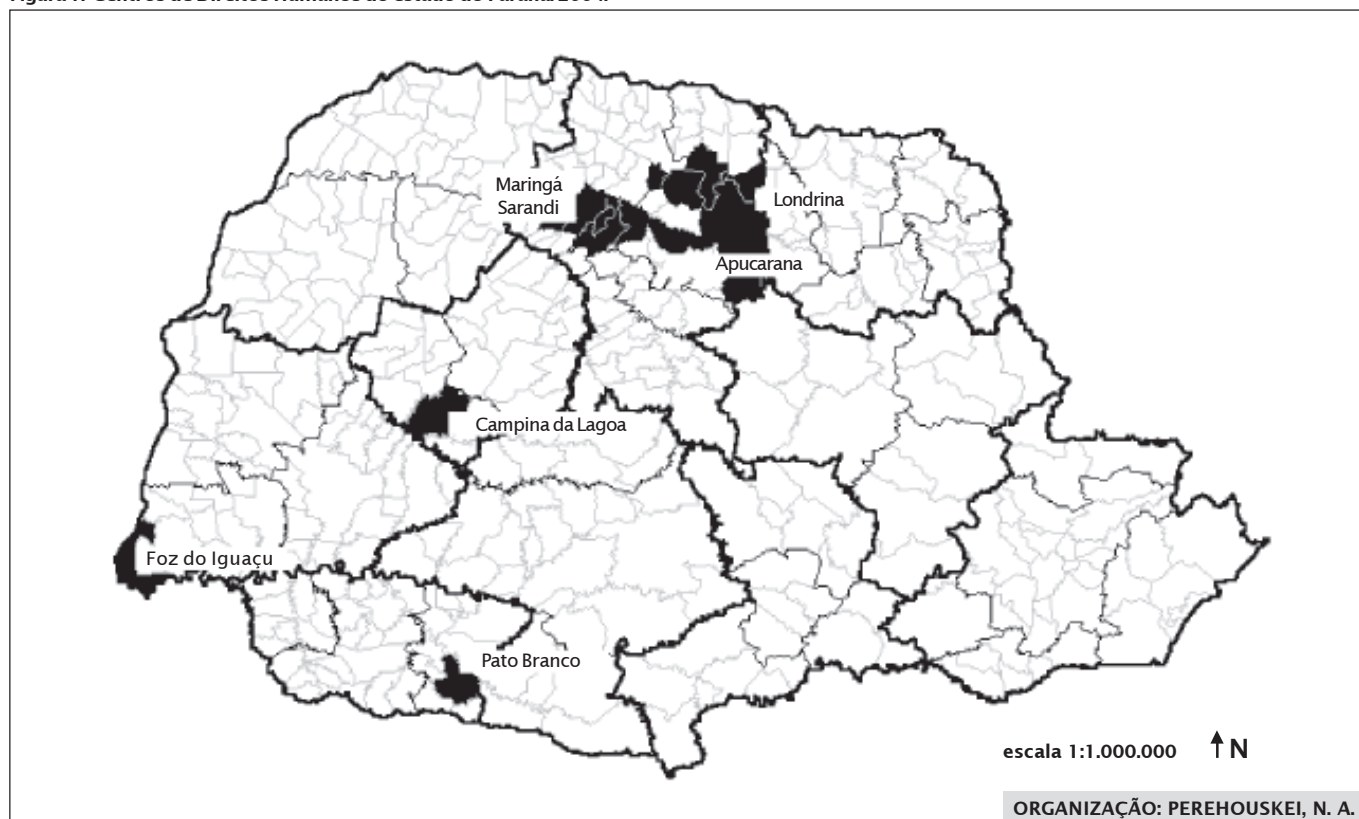 Maringá
Sarandi
Londrina
Apucarana
Campina da Lagoa
Foz do Iguaçu
Pato Branco
escala 1:1.000.000 N
ORGANIZAÇÃO: PEREHOUSKEI, N. A.